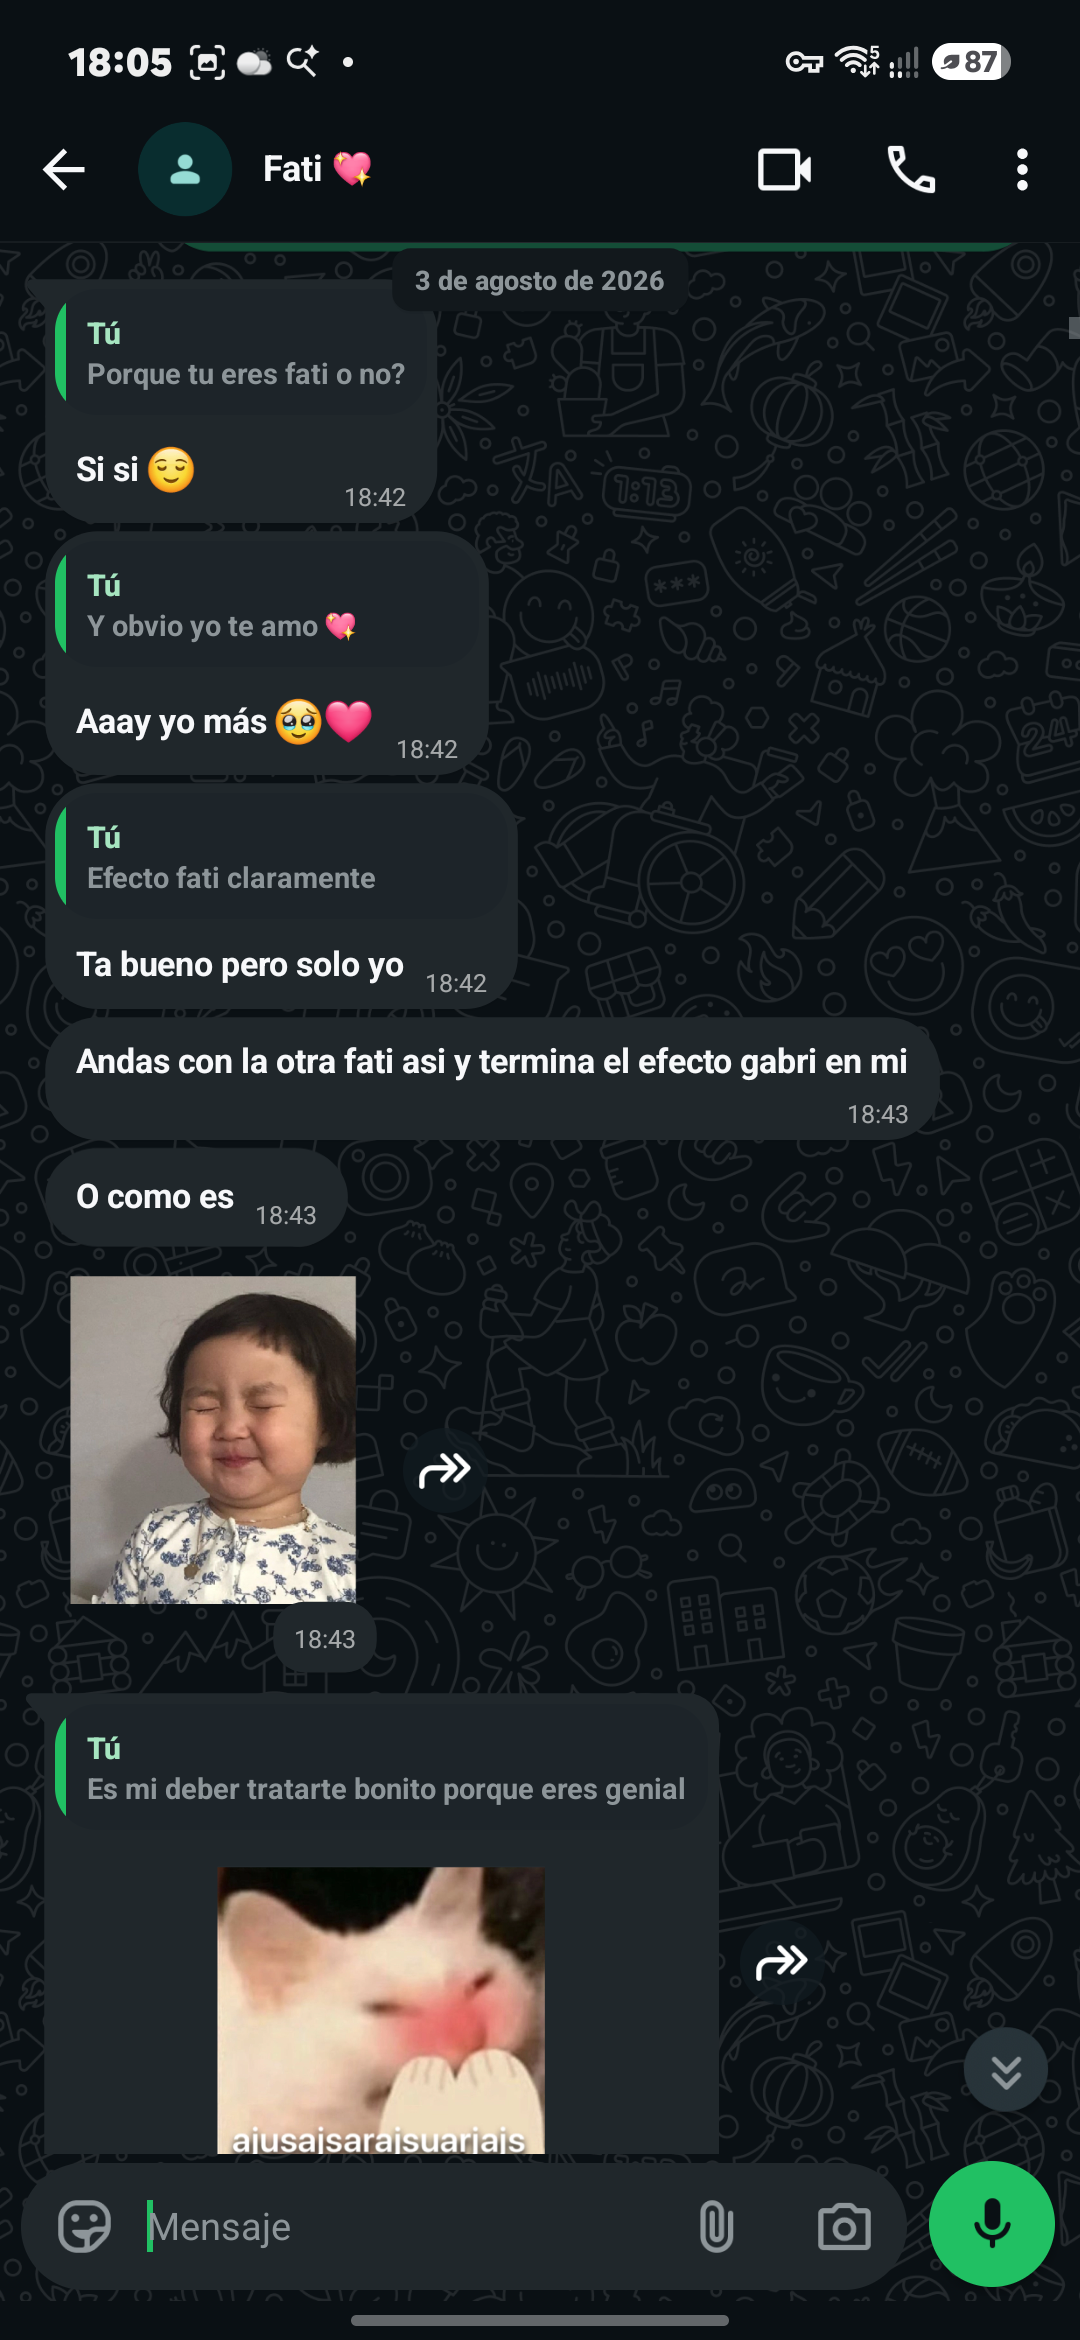 18:05
5
87
Fati 💖
3 de agosto de 2026
Tú
Porque tu eres fati o no?
Si si 😌
18:42
Tú
Y obvio yo te amo 💖
Aaay yo más 🥹🩷
18:42
Tú
Efecto fati claramente
Ta bueno pero solo yo
18:42
Andas con la otra fati asi y termina el efecto gabri en mi
18:43
O como es
18:43
18:43
Tú
Es mi deber tratarte bonito porque eres genial
ajusajsarajsuarjajs
Mensaje